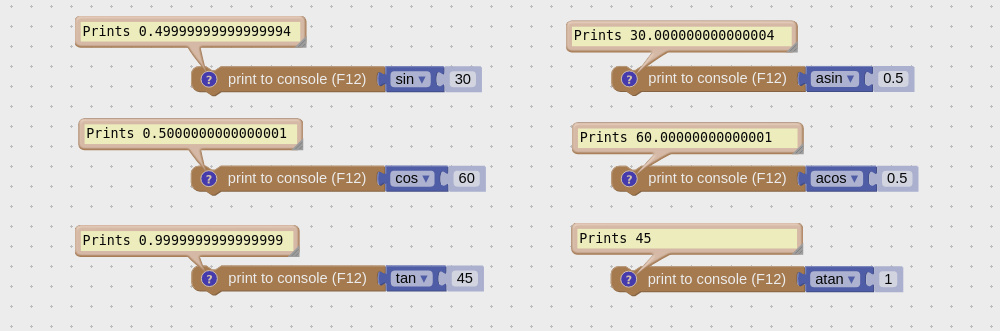 Prints 0.49999999999999994
? print to console (F12) sin ▾ 30
Prints 0.5000000000000001
? print to console (F12) cos ▾ 60
Prints 0.9999999999999999
? print to console (F12) tan ▾ 45
Prints 30.000000000000004
? print to console (F12) asin ▾ 0.5
Prints 60.00000000000001
? print to console (F12) acos ▾ 0.5
Prints 45
? print to console (F12) atan ▾ 1